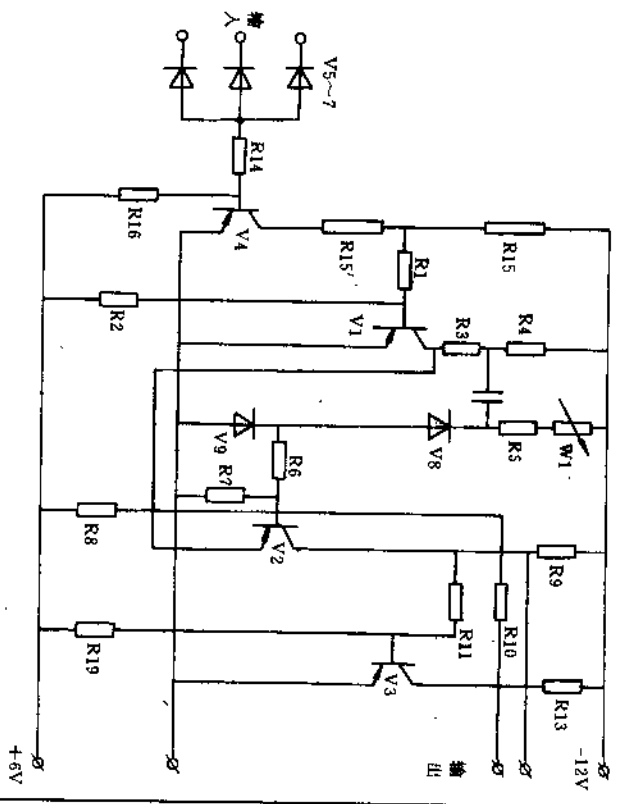 输入
V5～7
R14
R16
V4
R15'
R15
R1
R2
V1
R3
R4
V9
V8
R5
W1
R6
R7
R8
V2
R9
R10
R11
R19
V3
R13
输出
-12V
+6V